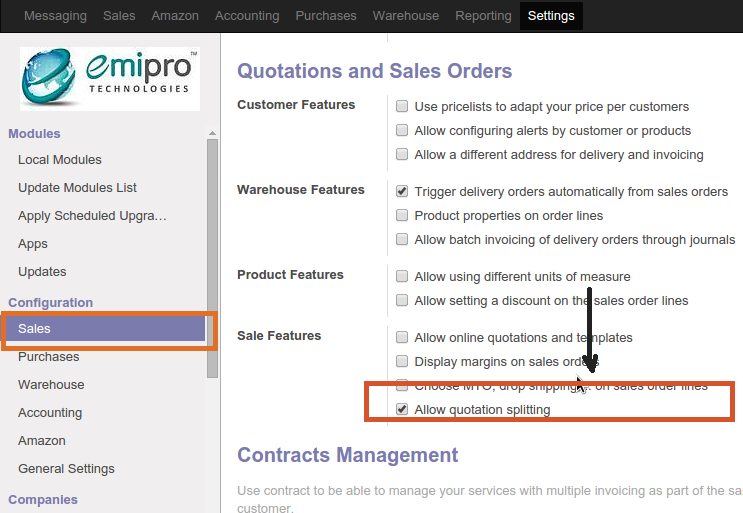 Messaging Sales Amazon Accounting Purchases Warehouse Reporting Settings
emipro™
TECHNOLOGIES
Modules
Local Modules
Update Modules List
Apply Scheduled Upgra…
Apps
Updates
Configuration
Sales
Purchases
Warehouse
Accounting
Amazon
General Settings
Companies
Quotations and Sales Orders
Customer Features
Use pricelists to adapt your price per customers
Allow configuring alerts by customer or products
Allow a different address for delivery and invoicing
Warehouse Features
Trigger delivery orders automatically from sales orders
Product properties on order lines
Allow batch invoicing of delivery orders through journals
Product Features
Allow using different units of measure
Allow setting a discount on the sales order lines
Sale Features
Allow online quotations and templates
Display margins on sales orders
Choose MTO, drop shipping,... on sales order lines
Allow quotation splitting
Contracts Management
Use contract to be able to manage your services with multiple invoicing as part of the sa
customer.